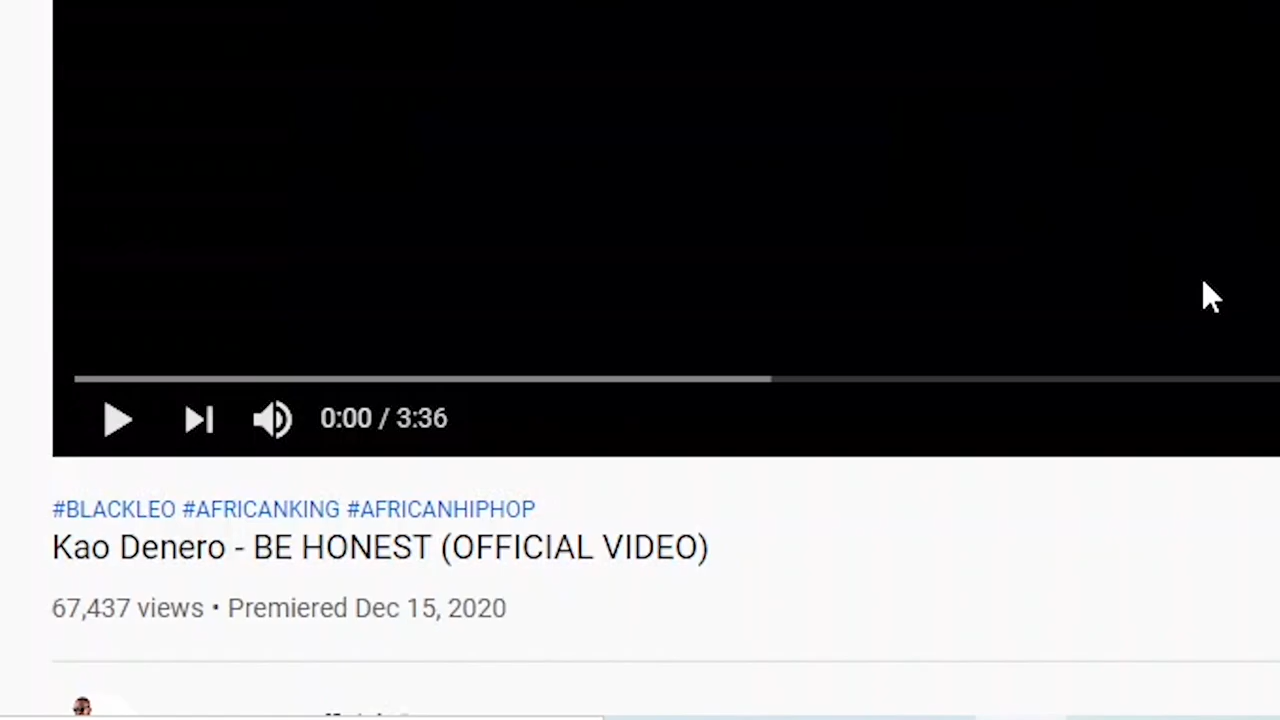 0:00 / 3:36
#BLACKLEO #AFRICANKING #AFRICANHIPHOP
Kao Denero - BE HONEST (OFFICIAL VIDEO)
67,437 views • Premiered Dec 15, 2020